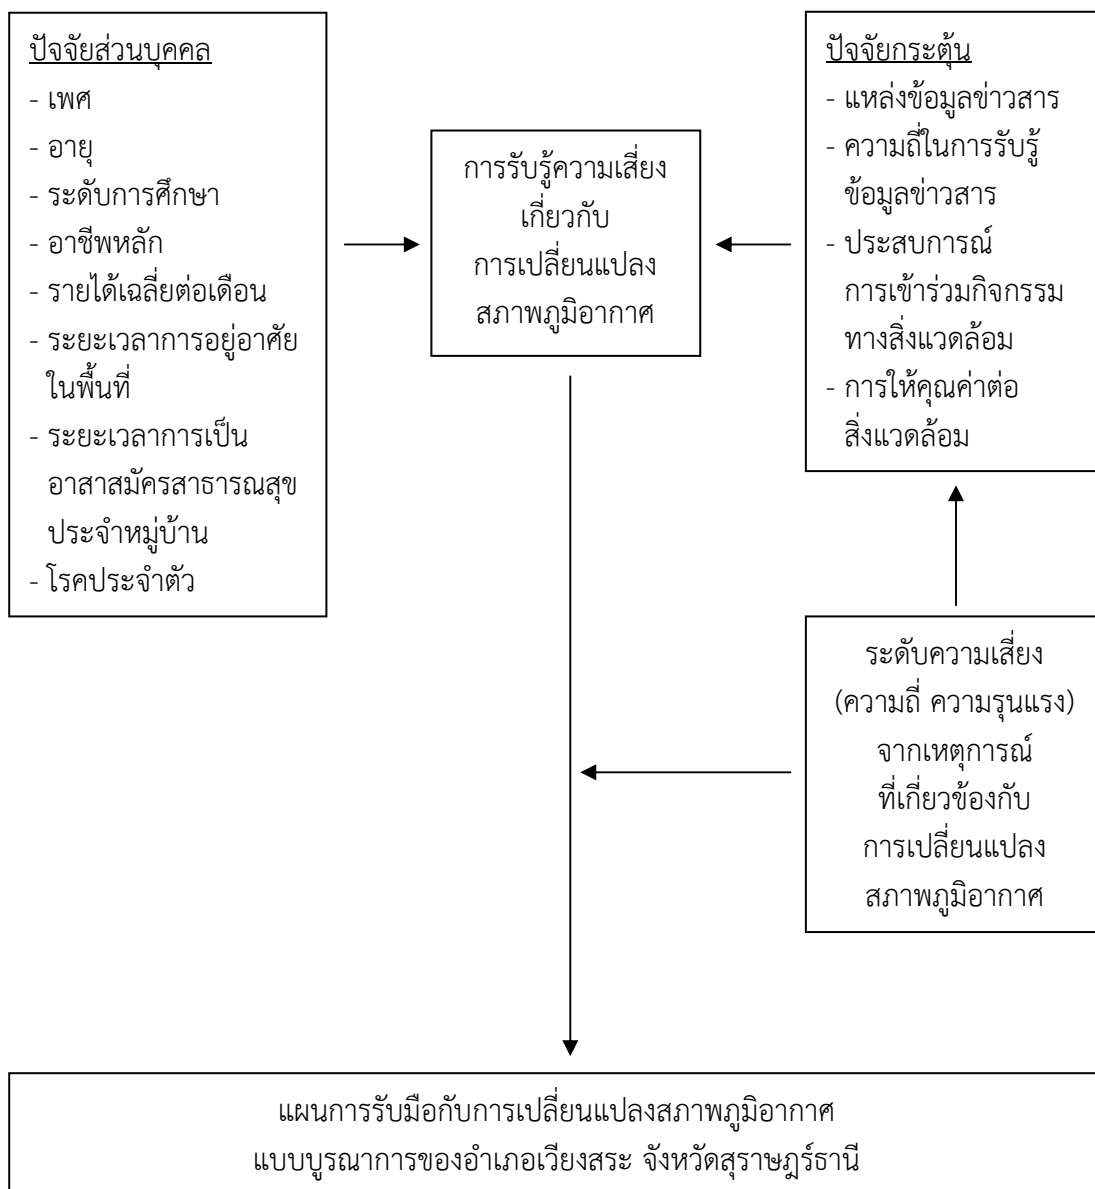 ปัจจัยส่วนบุคคล
- เพศ
- อายุ
- ระดับการศึกษา
- อาชีพหลัก
- รายได้เฉลี่ยต่อเดือน
- ระยะเวลาการอยู่อาศัย
ในพื้นที่
- ระยะเวลาการเป็น
อาสาสมัครสาธารณสุข
ประจำหมู่บ้าน
- โรคประจำตัว
การรับรู้ความเสี่ยง
เกี่ยวกับ
การเปลี่ยนแปลง
สภาพภูมิอากาศ
ปัจจัยกระตุ้น
- แหล่งข้อมูลข่าวสาร
- ความถี่ในการรับรู้
ข้อมูลข่าวสาร
- ประสบการณ์
การเข้าร่วมกิจกรรม
ทางสิ่งแวดล้อม
- การให้คุณค่าต่อ
สิ่งแวดล้อม
ระดับความเสี่ยง
(ความถี่ ความรุนแรง)
จากเหตุการณ์
ที่เกี่ยวข้องกับ
การเปลี่ยนแปลง
สภาพภูมิอากาศ
แผนการรับมือกับการเปลี่ยนแปลงสภาพภูมิอากาศ
แบบบูรณาการของอำเภอเวียงสระ จังหวัดสุราษฎร์ธานี